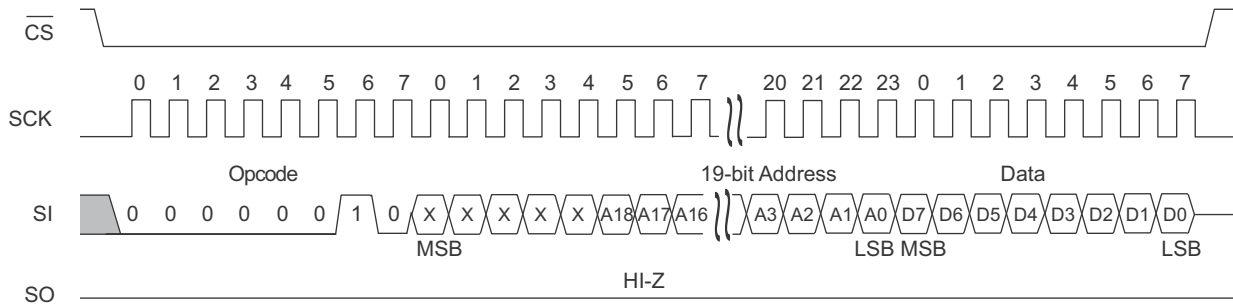 CS
0 1 2 3 4 5 6 7 0 1 2 3 4 5 6 7 20 21 22 23 0 1 2 3 4 5 6 7
SCK
Opcode 19-bit Address Data
SI 0 0 0 0 0 0 1 0 X X X X X A18 A17 A16 A3 A2 A1 A0 D7 D6 D5 D4 D3 D2 D1 D0
MSB LSB MSB LSB
HI-Z
SO